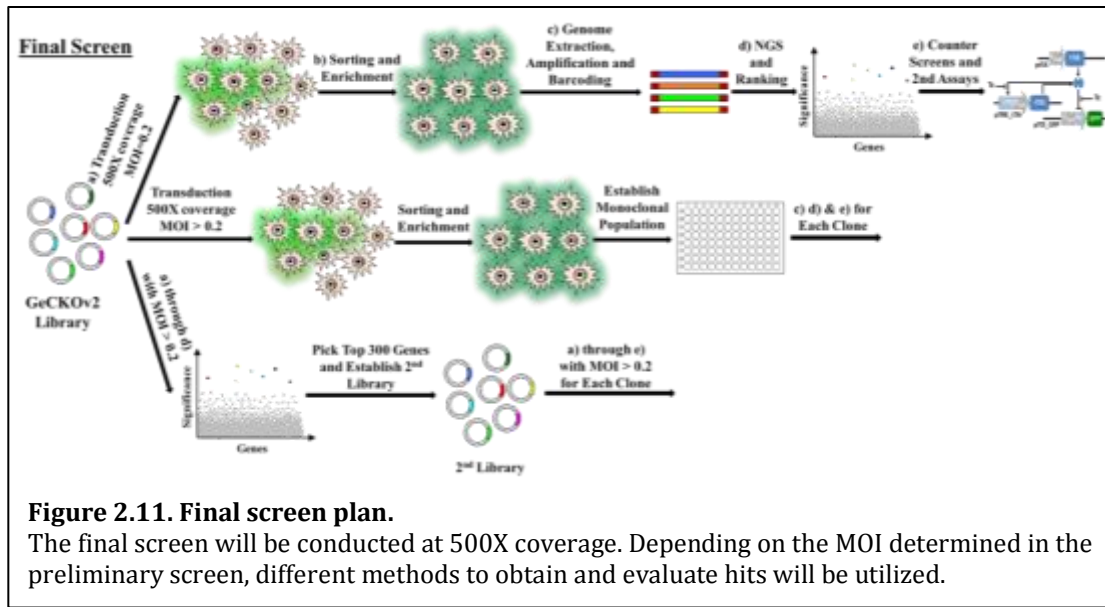 Final Screen
a) Transduction
500X coverage
MOI=0.2
b) Sorting and
Enrichment
c) Genome
Extraction,
Amplification and
Barcoding
d) NGS
and
Ranking
Significance
Genes
e) Counter
Screens and
2nd Assays
GeCKOv2
Library
Transduction
500X coverage
MOI > 0.2
Sorting and
Enrichment
Establish
Monoclonal
Population
c) d) & e) for
Each Clone
a) through d)
with MOI > 0.2
Significance
Genes
Pick Top 300 Genes
and Establish 2nd
Library
2nd Library
a) through e)
with MOI > 0.2
for Each Clone
Figure 2.11. Final screen plan.
The final screen will be conducted at 500X coverage. Depending on the MOI determined in the
preliminary screen, different methods to obtain and evaluate hits will be utilized.